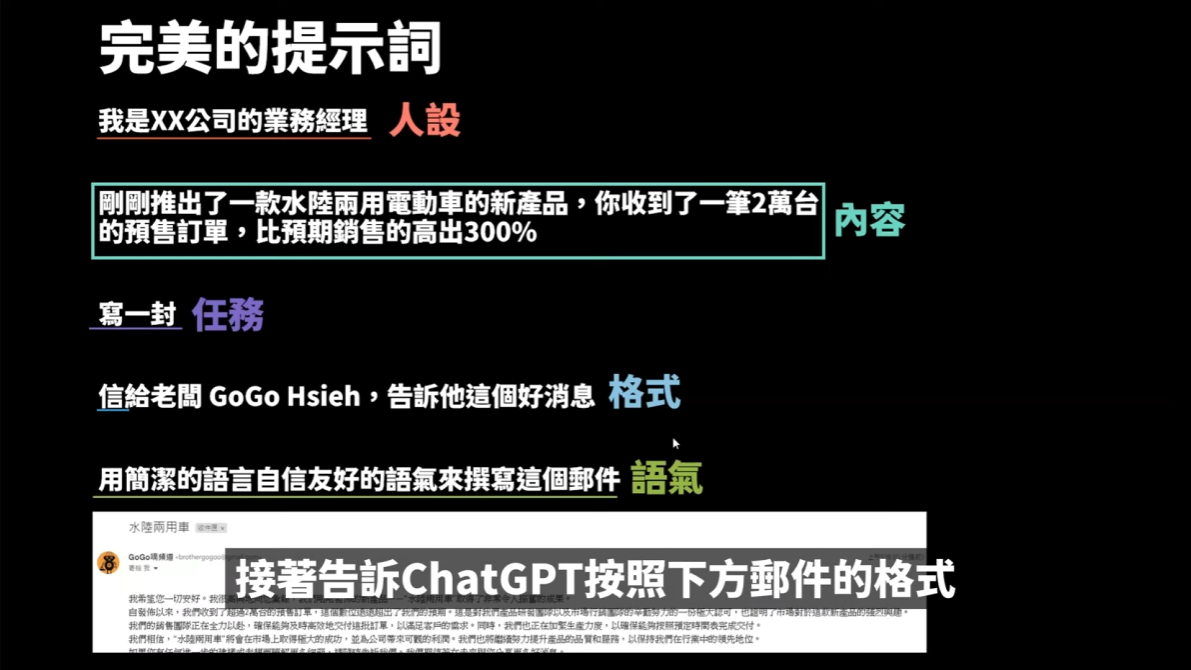 完美的提示詞
我是XX公司的業務經理 人設
剛剛推出了一款水陸兩用電動車的新產品，你收到了一筆2萬台
的預售訂單，比預期銷售的高出300% 內容
寫一封 任務
信給老闆 GoGo Hsieh，告訴他這個好消息 格式
用簡潔的語言自信友好的語氣來撰寫這個郵件 語氣
水陸兩用車 收件匣
GoGo嘎頻道
寄給 我
接著告訴ChatGPT按照下方郵件的格式
我希望您一切安好。
自發佈以來，我們收到了超過2萬台的預售訂單，這個數位遠遠超出了我們的預期。這是對我們產品研發團隊以及市場行銷團隊的辛勤努力的一份極大認可，也證明了市場對於這款新產品的強烈興趣。
我們的銷售團隊正在全力以赴，確保能夠及時高效地交付這批訂單，以滿足客戶的需求。同時，我們也正在加緊生產力度，以確保能夠按照預定時間表完成交付。
我們相信，“水陸兩用車”將會在市場上取得極大的成功，並為公司帶來可觀的利潤。我們也將繼續努力提升產品的品質和服務，以保持我們在行業中的領先地位。